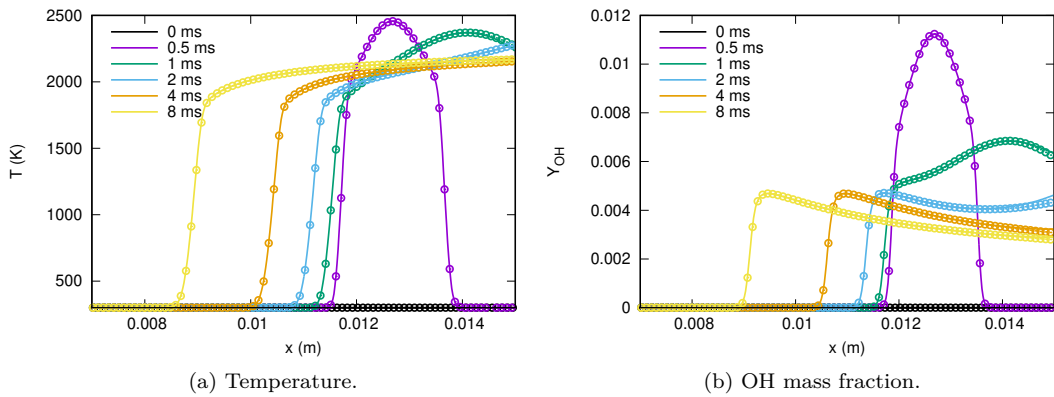 2500
2000
1500
1000
500
T (K)
0 ms
0.5 ms
1 ms
2 ms
4 ms
8 ms
0.008
0.01
0.012
0.014
x (m)
(a) Temperature.
0.012
0.01
0.008
0.006
0.004
0.002
0
Y_OH
0 ms
0.5 ms
1 ms
2 ms
4 ms
8 ms
0.008
0.01
0.012
0.014
x (m)
(b) OH mass fraction.